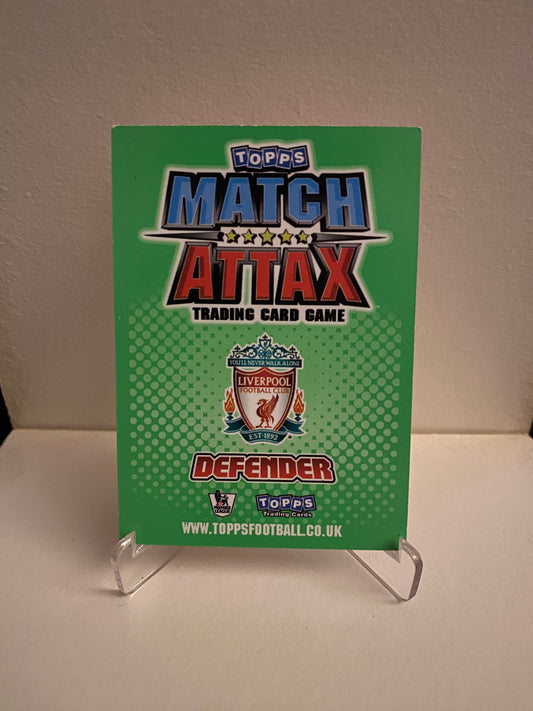 TOPPS
MATCH
ATTAX
TRADING CARD GAME
YOU'LL NEVER WALK ALONE
LIVERPOOL
FOOTBALL CLUB
EST·1892
DEFENDER
TOPPS
Trading Cards
WWW.TOPPSFOOTBALL.CO.UK